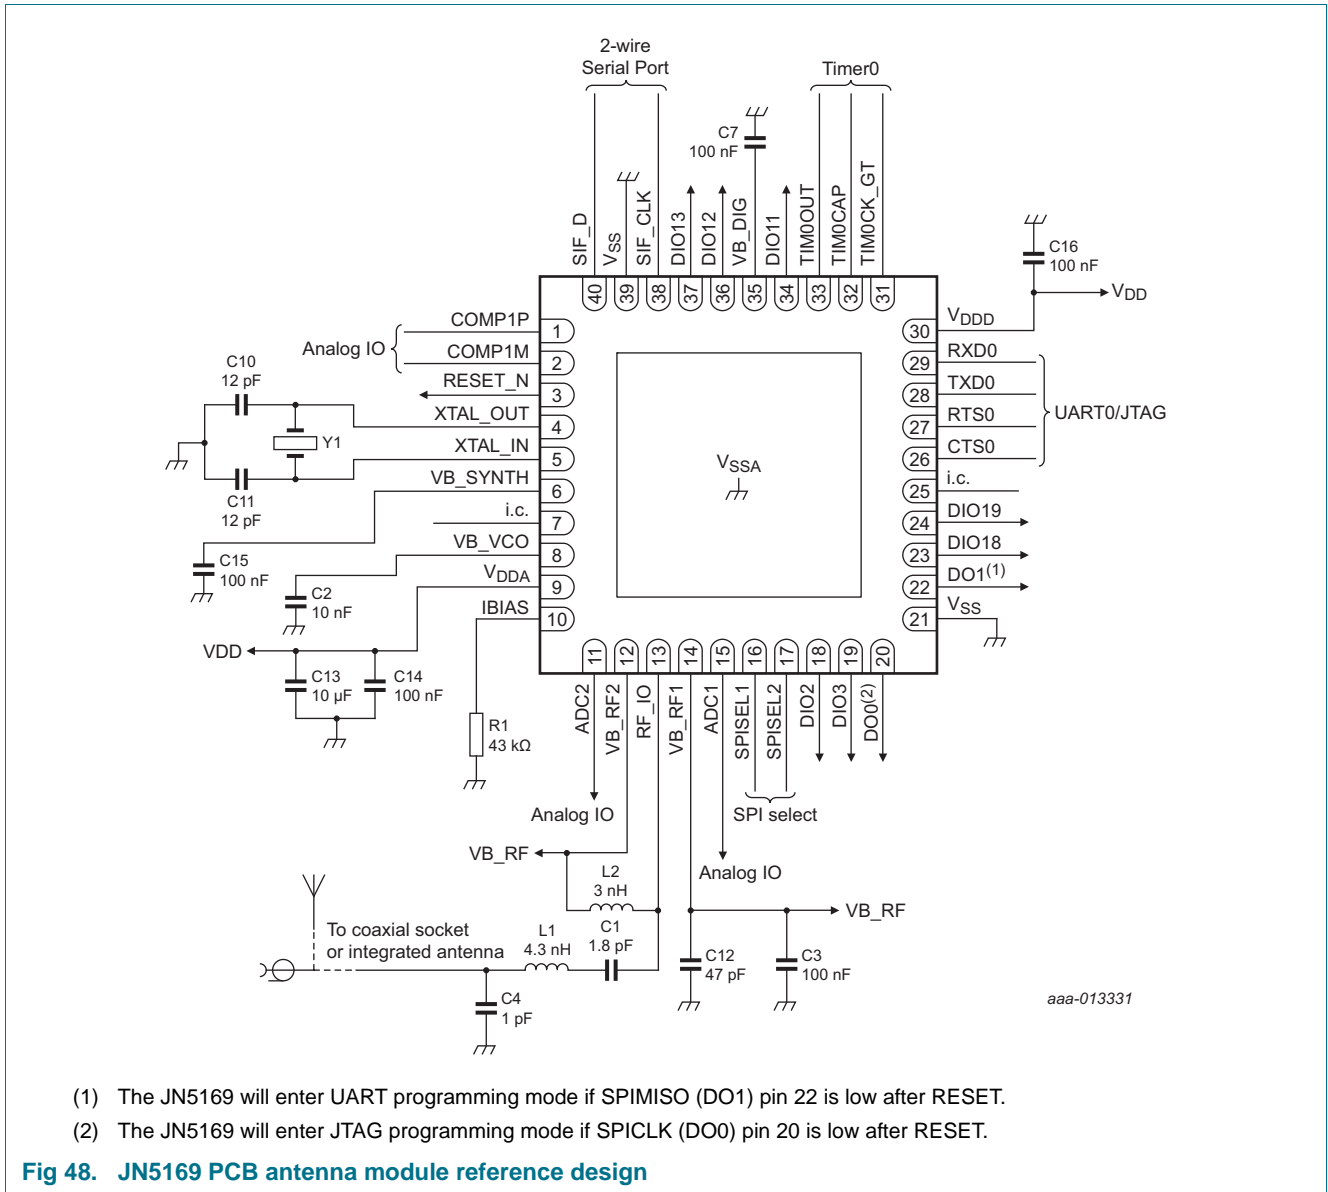 2-wire
Serial Port
Timer0
C7
100 nF
SIF_D
VSS
SIF_CLK
DIO13
DIO12
VB_DIG
DIO11
TIM0OUT
TIM0CAP
TIM0CK_GT
C16
100 nF
VDD
40
39
38
37
36
35
34
33
32
31
Analog IO
COMP1P
1
COMP1M
2
RESET_N
3
XTAL_OUT
4
XTAL_IN
5
VB_SYNTH
6
i.c.
7
VB_VCO
8
VDDA
9
IBIAS
10
C10
12 pF
Y1
C11
12 pF
C15
100 nF
C2
10 nF
VDD
C13
10 µF
C14
100 nF
R1
43 kΩ
VSSA
30
VDDD
29
RXD0
28
TXD0
27
RTS0
26
CTS0
UART0/JTAG
25
i.c.
24
DIO19
23
DIO18
22
DO1(1)
21
VSS
11
12
13
14
15
16
17
18
19
20
ADC2
VB_RF2
RF_IO
VB_RF1
ADC1
SPISEL1
SPISEL2
DIO2
DIO3
DO0(2)
Analog IO
SPI select
VB_RF
Analog IO
L2
3 nH
VB_RF
To coaxial socket
or integrated antenna
L1
4.3 nH
C1
1.8 pF
C12
47 pF
C3
100 nF
C4
1 pF
aaa-013331
(1) The JN5169 will enter UART programming mode if SPIMISO (DO1) pin 22 is low after RESET.
(2) The JN5169 will enter JTAG programming mode if SPICLK (DO0) pin 20 is low after RESET.
Fig 48. JN5169 PCB antenna module reference design